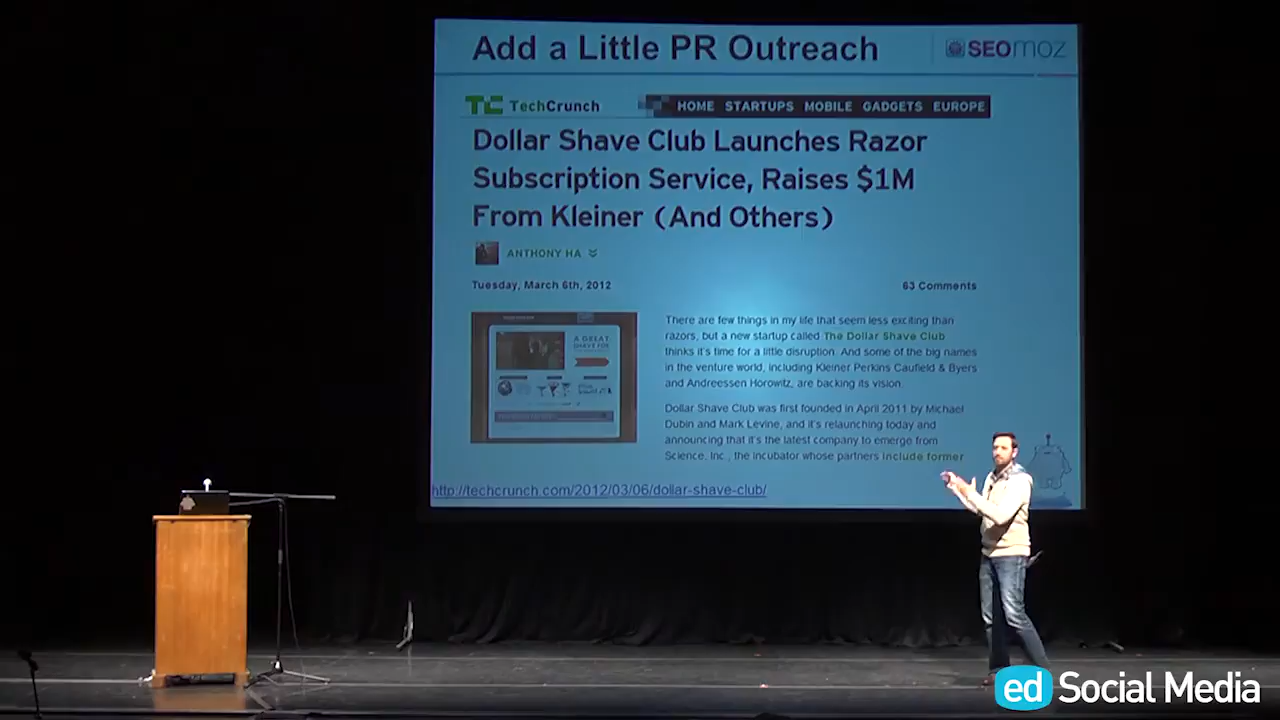 Add a Little PR Outreach
SEOmoz
TechCrunch
HOME STARTUPS MOBILE GADGETS EUROPE
Dollar Shave Club Launches Razor
Subscription Service, Raises $1M
From Kleiner (And Others)
ANTHONY HA
Tuesday, March 6th, 2012
63 Comments
There are few things in my life that seem less exciting than
razors, but a new startup called The Dollar Shave Club
thinks it's time for a little disruption. And some of the big names
in the venture world, including Kleiner Perkins Caufield & Byers
and Andreessen Horowitz, are backing its vision.
Dollar Shave Club was first founded in April 2011 by Michael
Dubin and Mark Levine, and it's relaunching today and
announcing that it's the latest company to emerge from
Science, Inc., the incubator whose partners include former
A GREAT
http://techcrunch.com/2012/03/06/dollar-shave-club/
ed Social Media